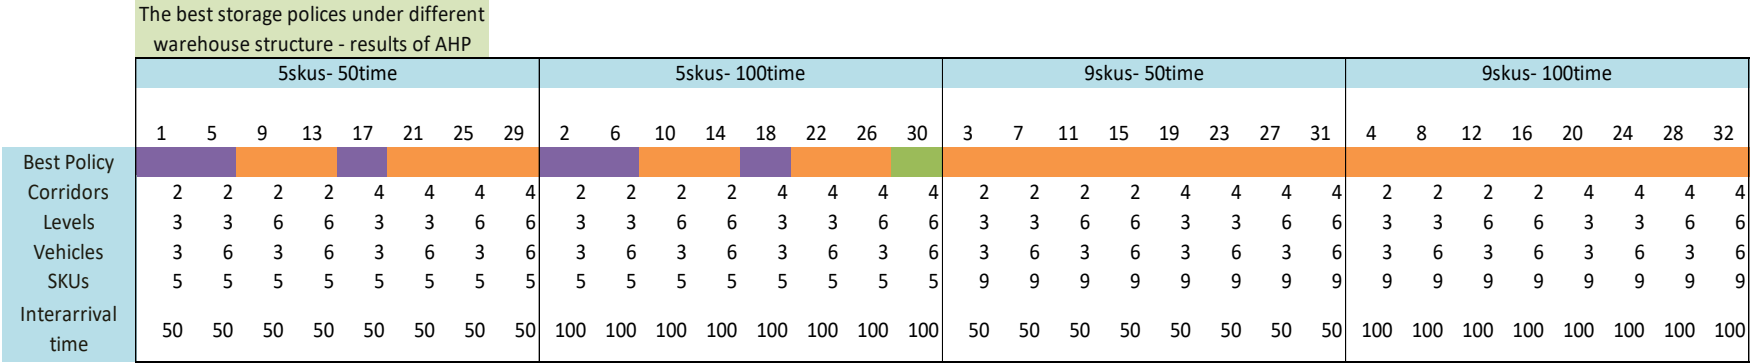 The best storage polices under different
warehouse structure - results of AHP
5skus- 50time 5skus- 100time 9skus- 50time 9skus- 100time
1 5 9 13 17 21 25 29 2 6 10 14 18 22 26 30 3 7 11 15 19 23 27 31 4 8 12 16 20 24 28 32
Best Policy
Corridors 2 2 2 2 4 4 4 4 2 2 2 2 4 4 4 4 2 2 2 2 4 4 4 4 2 2 2 2 4 4 4 4
Levels 3 3 6 6 3 3 6 6 3 3 6 6 3 3 6 6 3 3 6 6 3 3 6 6 3 3 6 6 3 3 6 6
Vehicles 3 6 3 6 3 6 3 6 3 6 3 6 3 6 3 6 3 6 3 6 3 6 3 6 3 6 3 6 3 6 3 6
SKUs 5 5 5 5 5 5 5 5 5 5 5 5 5 5 5 5 9 9 9 9 9 9 9 9 9 9 9 9 9 9 9 9
Interarrival
time 50 50 50 50 50 50 50 50 100 100 100 100 100 100 100 100 50 50 50 50 50 50 50 50 100 100 100 100 100 100 100 100